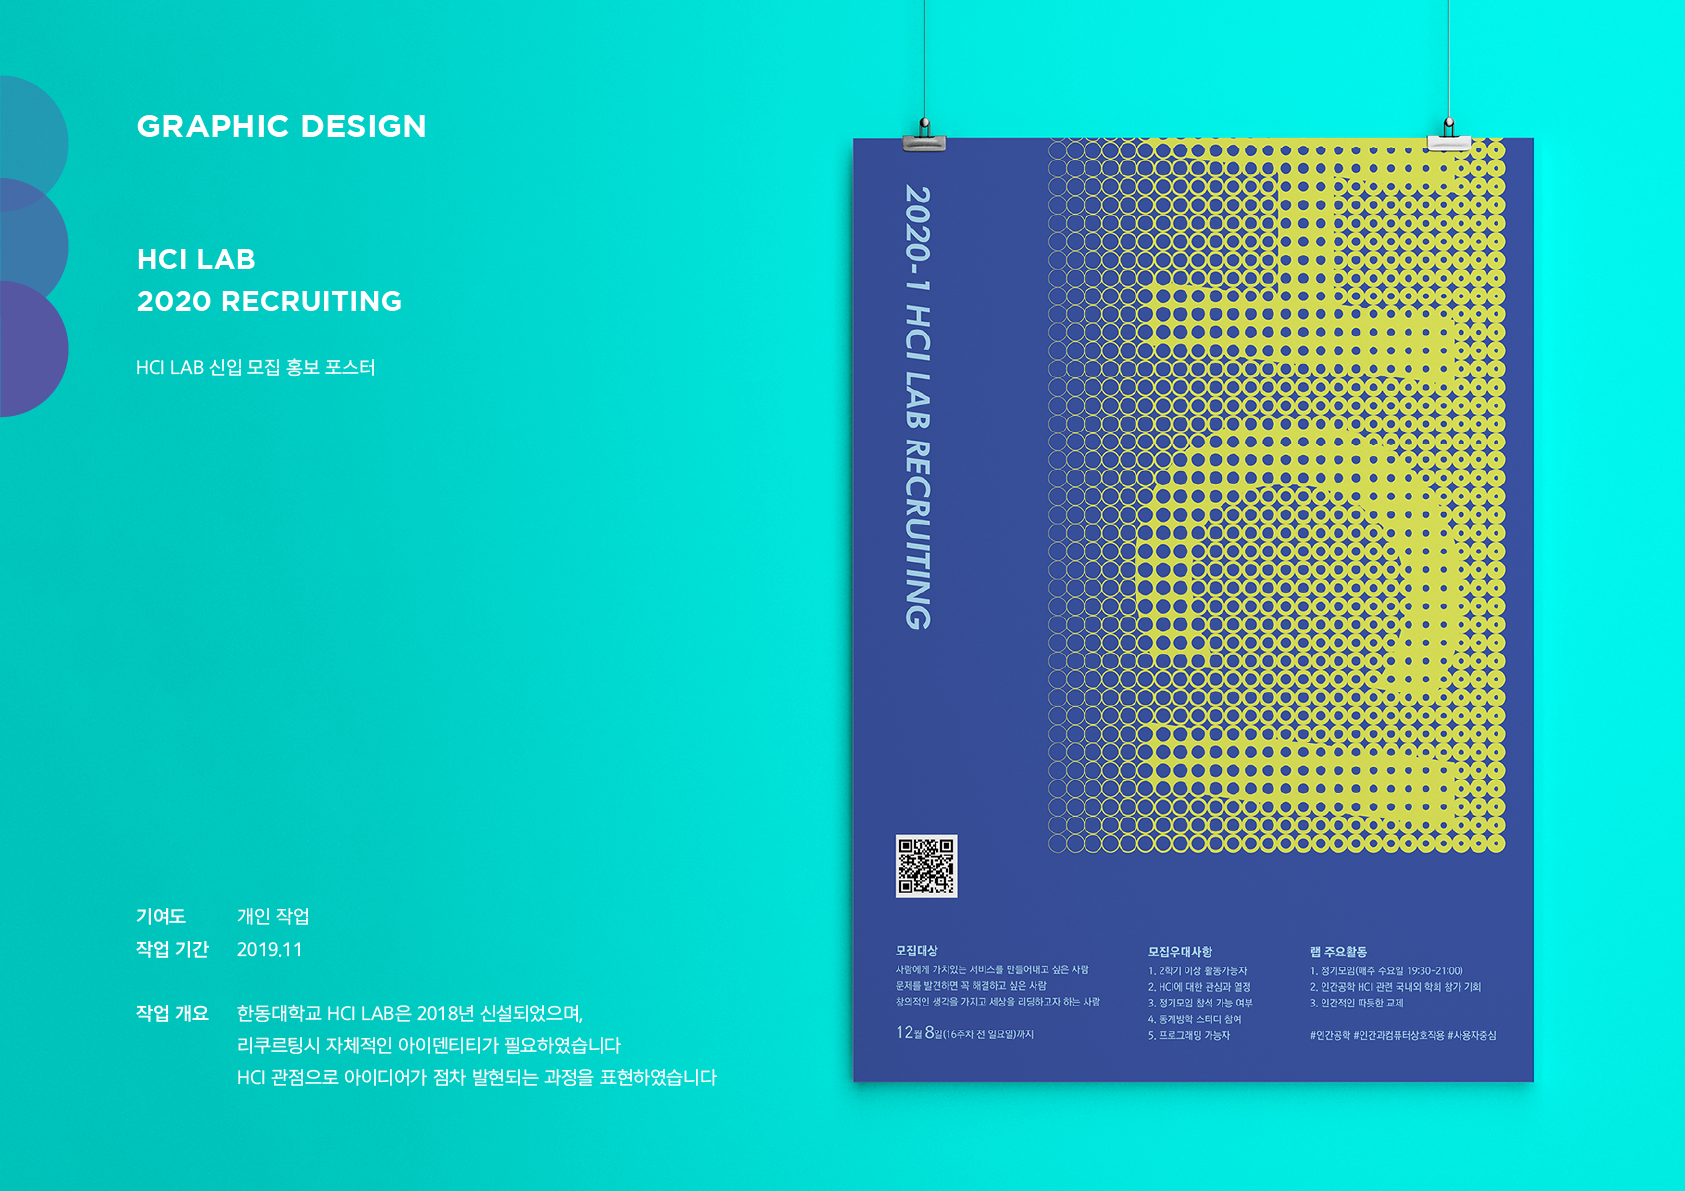 GRAPHIC DESIGN
HCI LAB
2020 RECRUITING
HCI LAB 신입 모집 홍보 포스터
기여도 개인 작업
작업 기간 2019.11
작업 개요 한동대학교 HCI LAB은 2018년 신설되었으며,
리쿠르팅시 자체적인 아이덴티티가 필요하였습니다
HCI 관점으로 아이디어가 점차 발현되는 과정을 표현하였습니다
2020-1 HCI LAB RECRUITING
모집대상
사람에게 가치있는 서비스를 만들어내고 싶은 사람
문제를 발견하면 꼭 해결하고 싶은 사람
창의적인 생각을 가지고 세상을 리딩하고자 하는 사람
12월 8일(16주차 전 일요일)까지
모집우대사항
1. 2학기 이상 활동가능자
2. HCI에 대한 관심과 열정
3. 정기모임 참석 가능 여부
4. 동계방학 스터디 참여
5. 프로그래밍 가능자
랩 주요활동
1. 정기모임(매주 수요일 19:30-21:00)
2. 인간공학 HCI 관련 국내외 학회 참가 기회
3. 인간적인 따듯한 교제
#인간공학 #인간과컴퓨터상호작용 #사용자중심